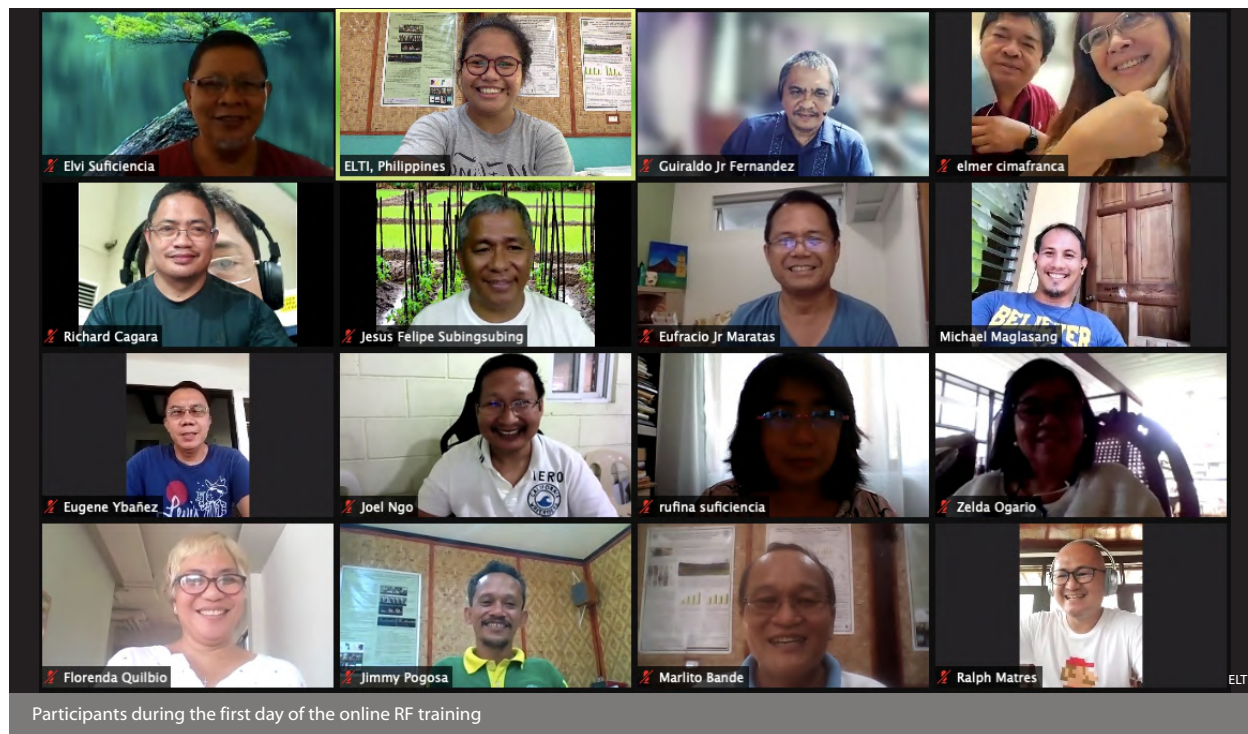 Elvi Suficiencia
ELTI, Philippines
Guiraldo Jr Fernandez
elmer cimafranca
Richard Cagara
Jesus Felipe Subingsubing
Eufracio Jr Maratas
BELIEVER
Michael Maglasang
Eugene Ybañez
IERO
Joel Ngo
rufina suficiencia
Zelda Ogario
Florenda Quilbio
Jimmy Pogosa
Marlito Bande
Ralph Matres
ELT
Participants during the first day of the online RF training